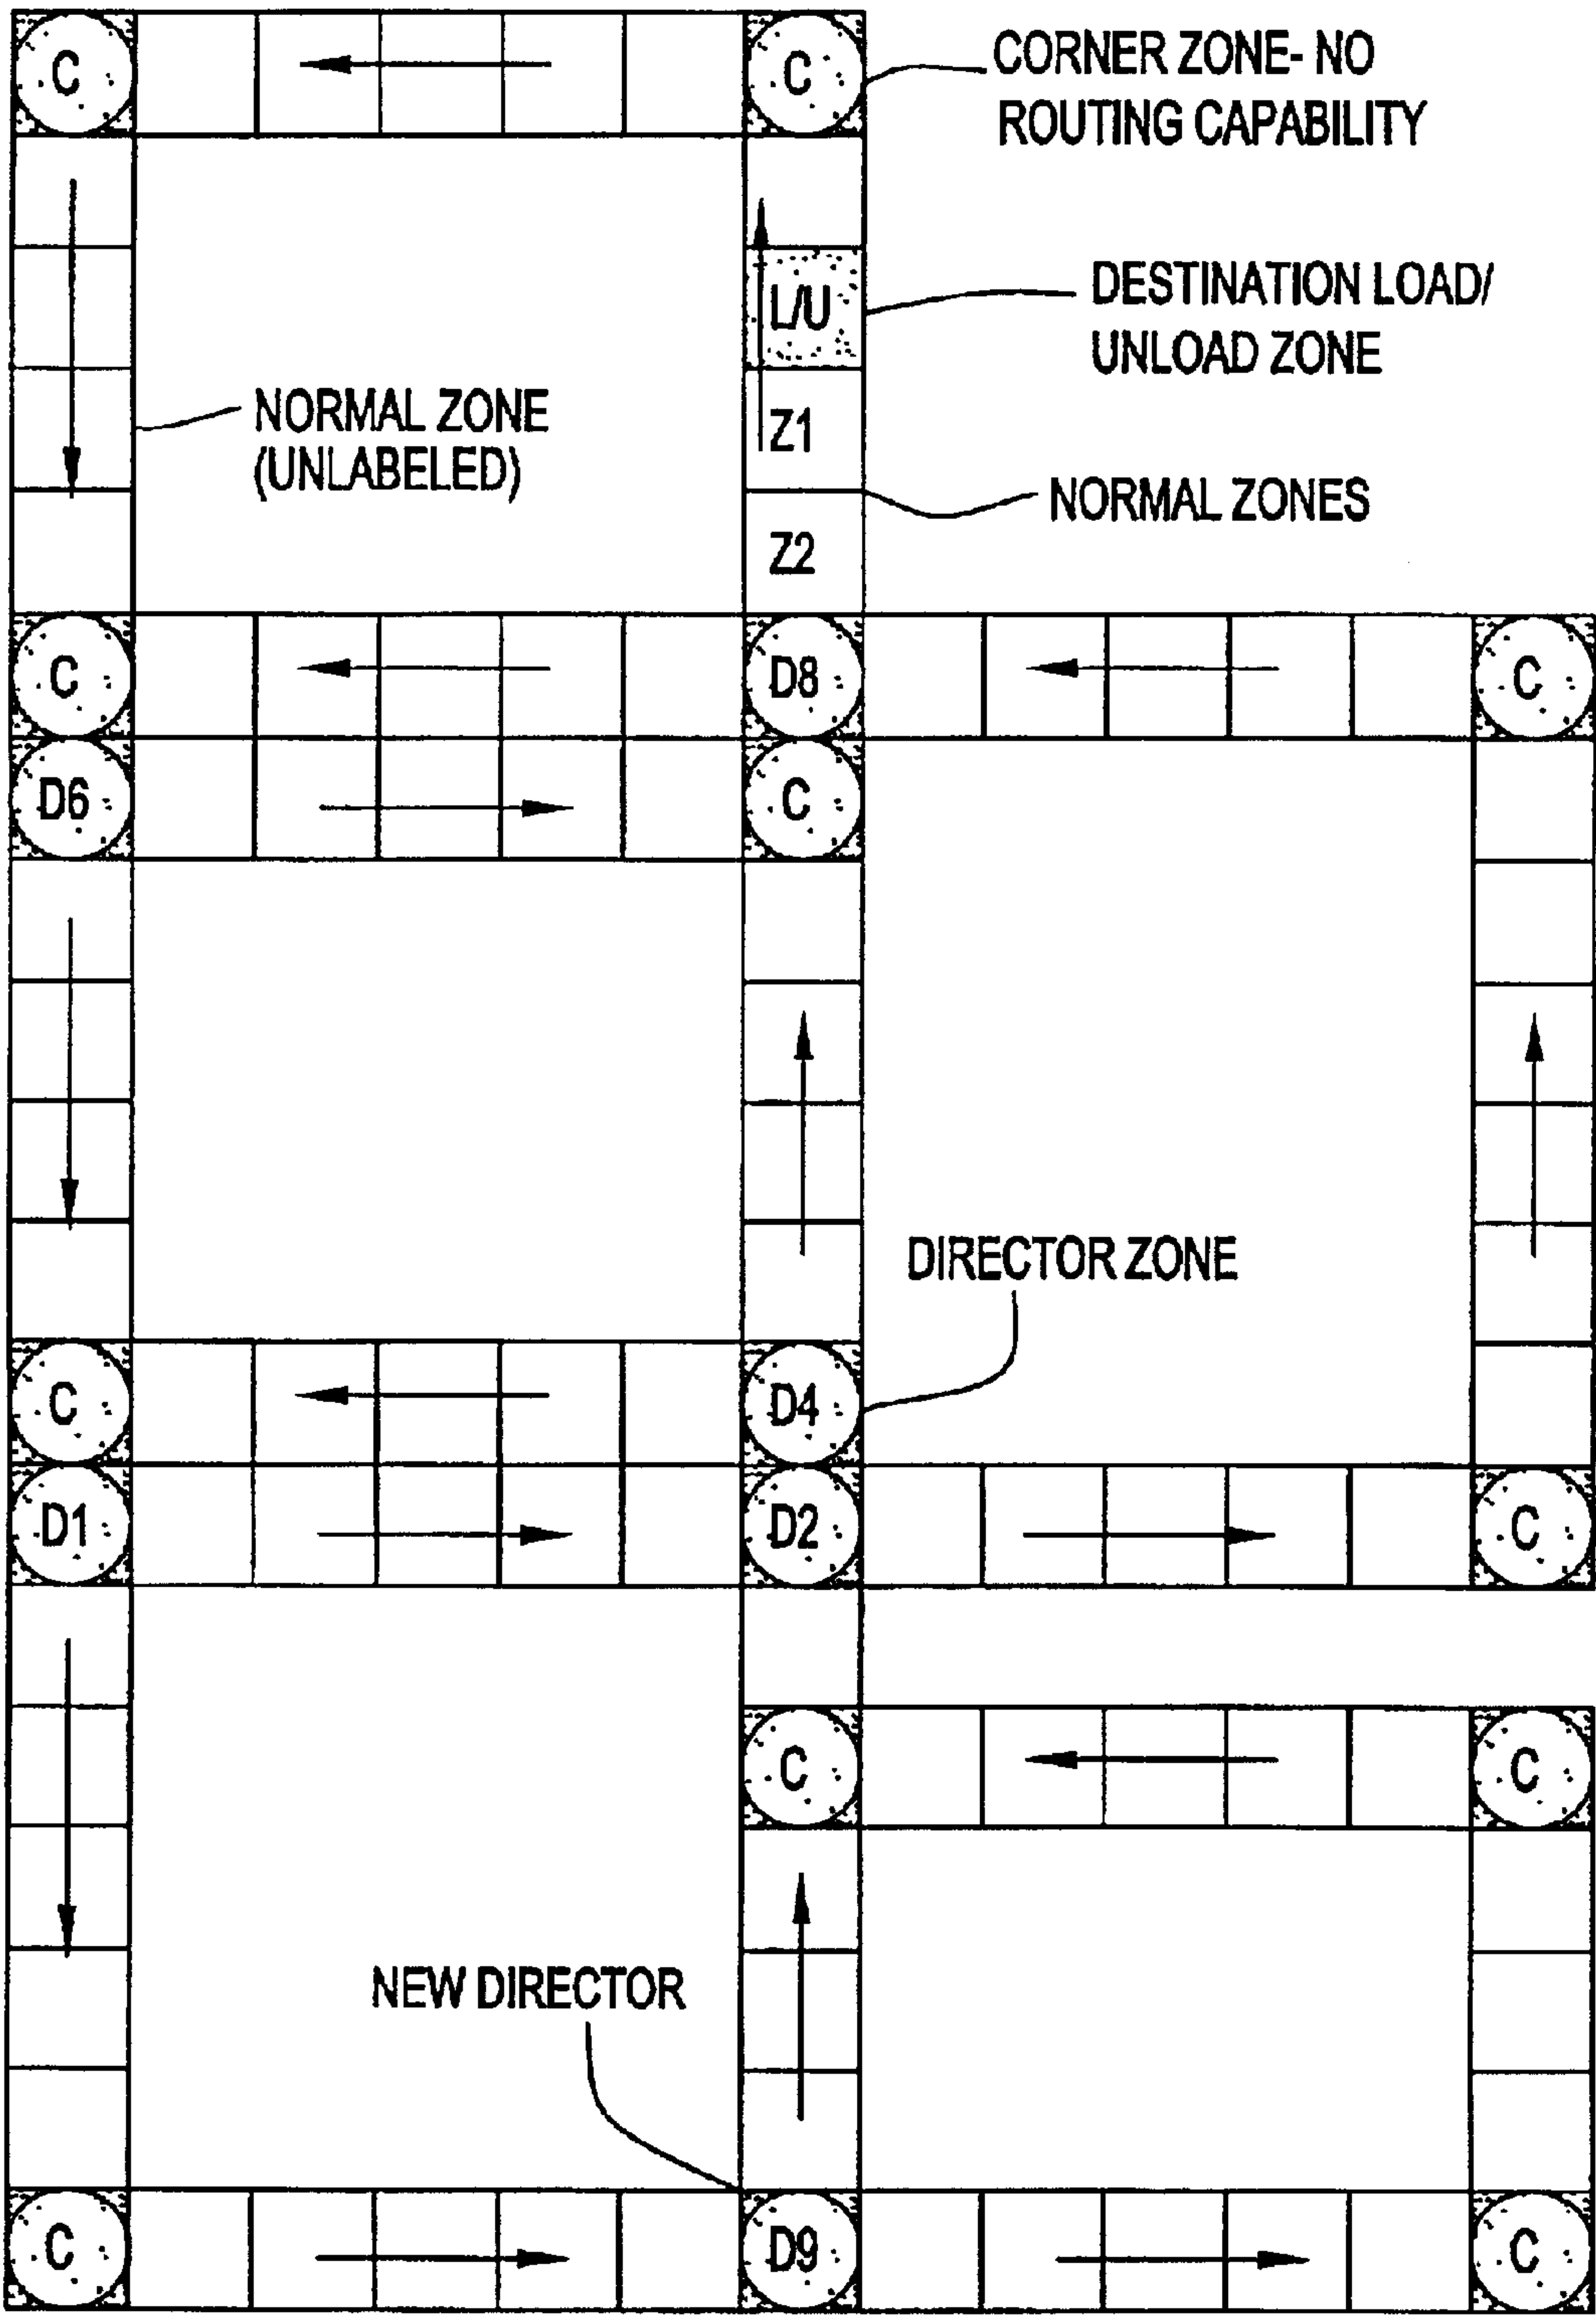 C
C
CORNER ZONE- NO
ROUTING CAPABILITY
L/U
DESTINATION LOAD/
UNLOAD ZONE
NORMAL ZONE
(UNLABELED)
Z1
NORMAL ZONES
Z2
C
D8
C
D6
C
DIRECTOR ZONE
C
D4
D1
D2
C
C
C
NEW DIRECTOR
C
D9
C